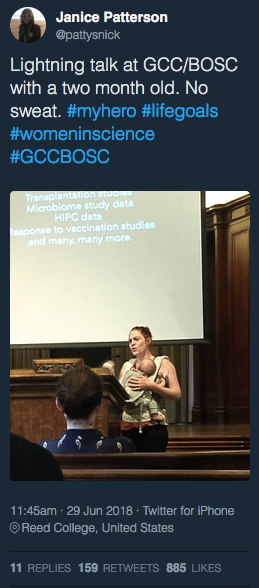 Janice Patterson
@pattysnick
Lightning talk at GCC/BOSC
with a two month old. No
sweat. #myhero #lifegoals
#womeninscience
#GCCBOSC
Transplantation studies
Microbiome study data
HIPC data
Response to vaccination studies
and many, many more.
11:45am · 29 Jun 2018 · Twitter for iPhone
Reed College, United States
11 REPLIES 159 RETWEETS 885 LIKES